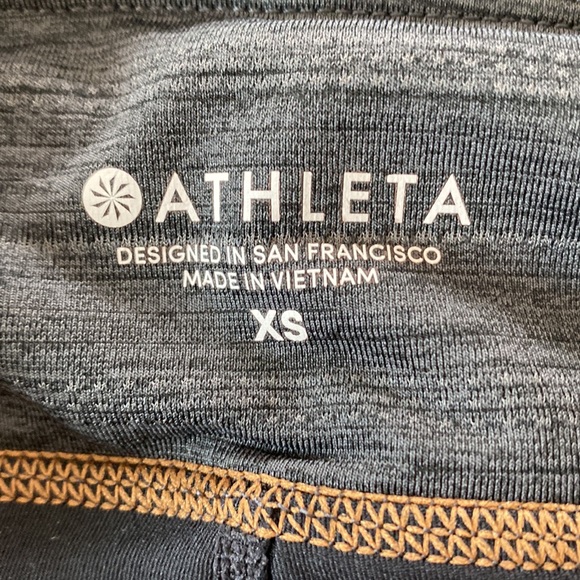 ATHLETA
DESIGNED IN SAN FRANCISCO
MADE IN VIETNAM
XS